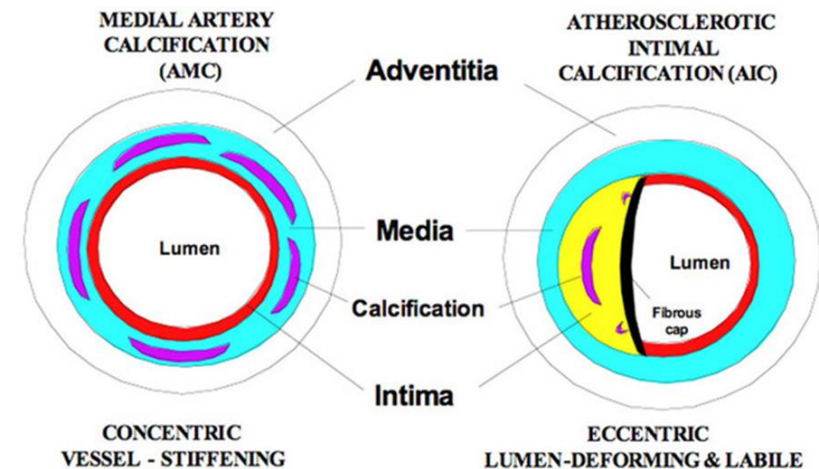 MEDIAL ARTERY
CALCIFICATION
(AMC)
ATHEROSCLEROTIC
INTIMAL
CALCIFICATION (AIC)
Adventitia
Media
Calcification
Intima
Lumen
Lumen
Fibrous
cap
CONCENTRIC
VESSEL - STIFFENING
ECCENTRIC
LUMEN-DEFORMING & LABILE